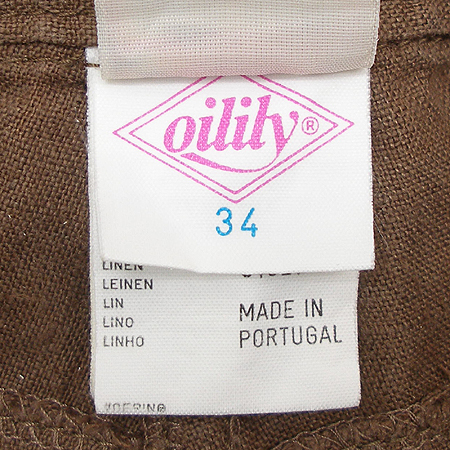 oilily®
34
LINEN
LEINEN
LIN
LINO
LINHO
MADE IN
PORTUGAL